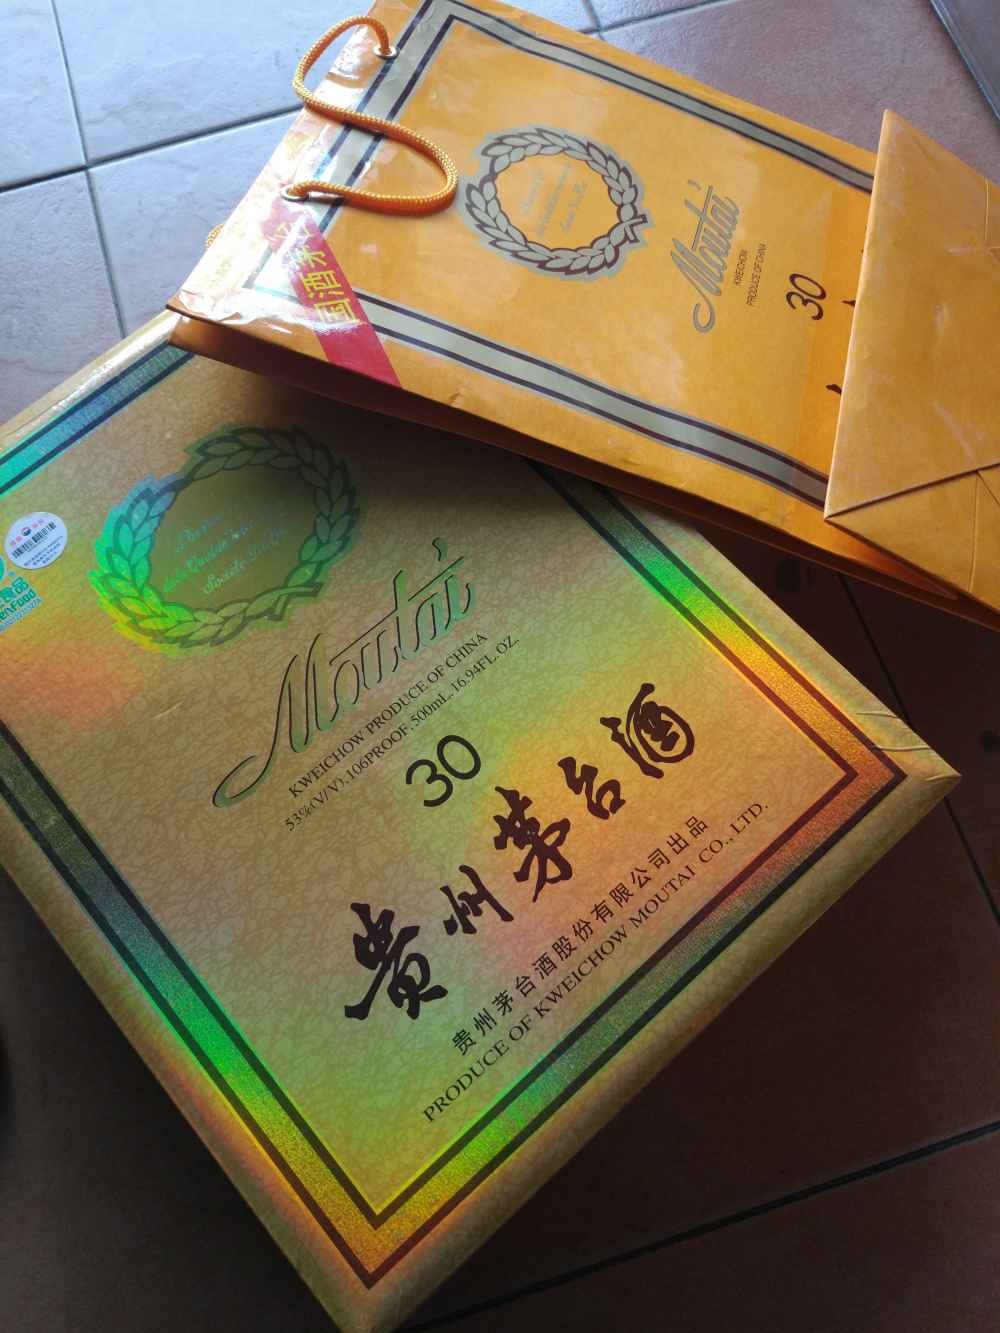 国酒茅台
Moutai
KWEICHOW
PRODUCE OF CHINA
30
Moutai
KWEICHOW PRODUCE OF CHINA
53%(V/V).106PROOF.500mL.16.94FL.OZ.
30
贵州茅台酒
贵州茅台酒股份有限公司出品
PRODUCE OF KWEICHOW MOUTAI CO.,LTD.